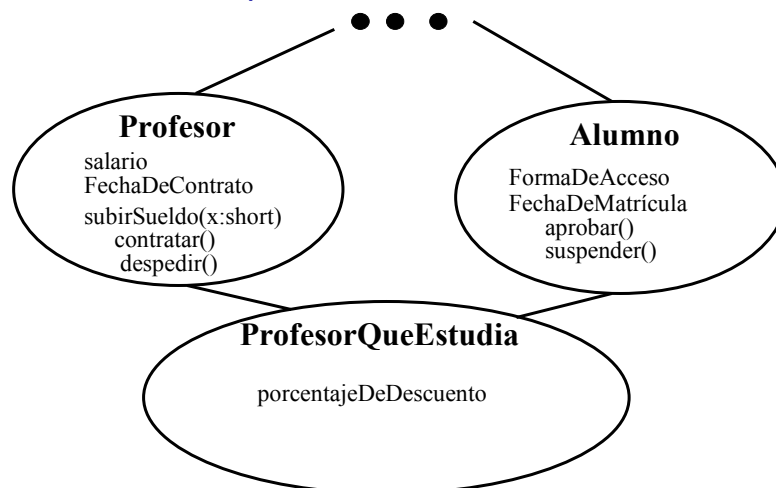 Profesor
salario
FechaDeContrato
subirSueldo(x:short)
contratar()
despedir()
Alumno
FormaDeAcceso
FechaDeMatrícula
aprobar()
suspender()
ProfesorQueEstudia
porcentajeDeDescuento